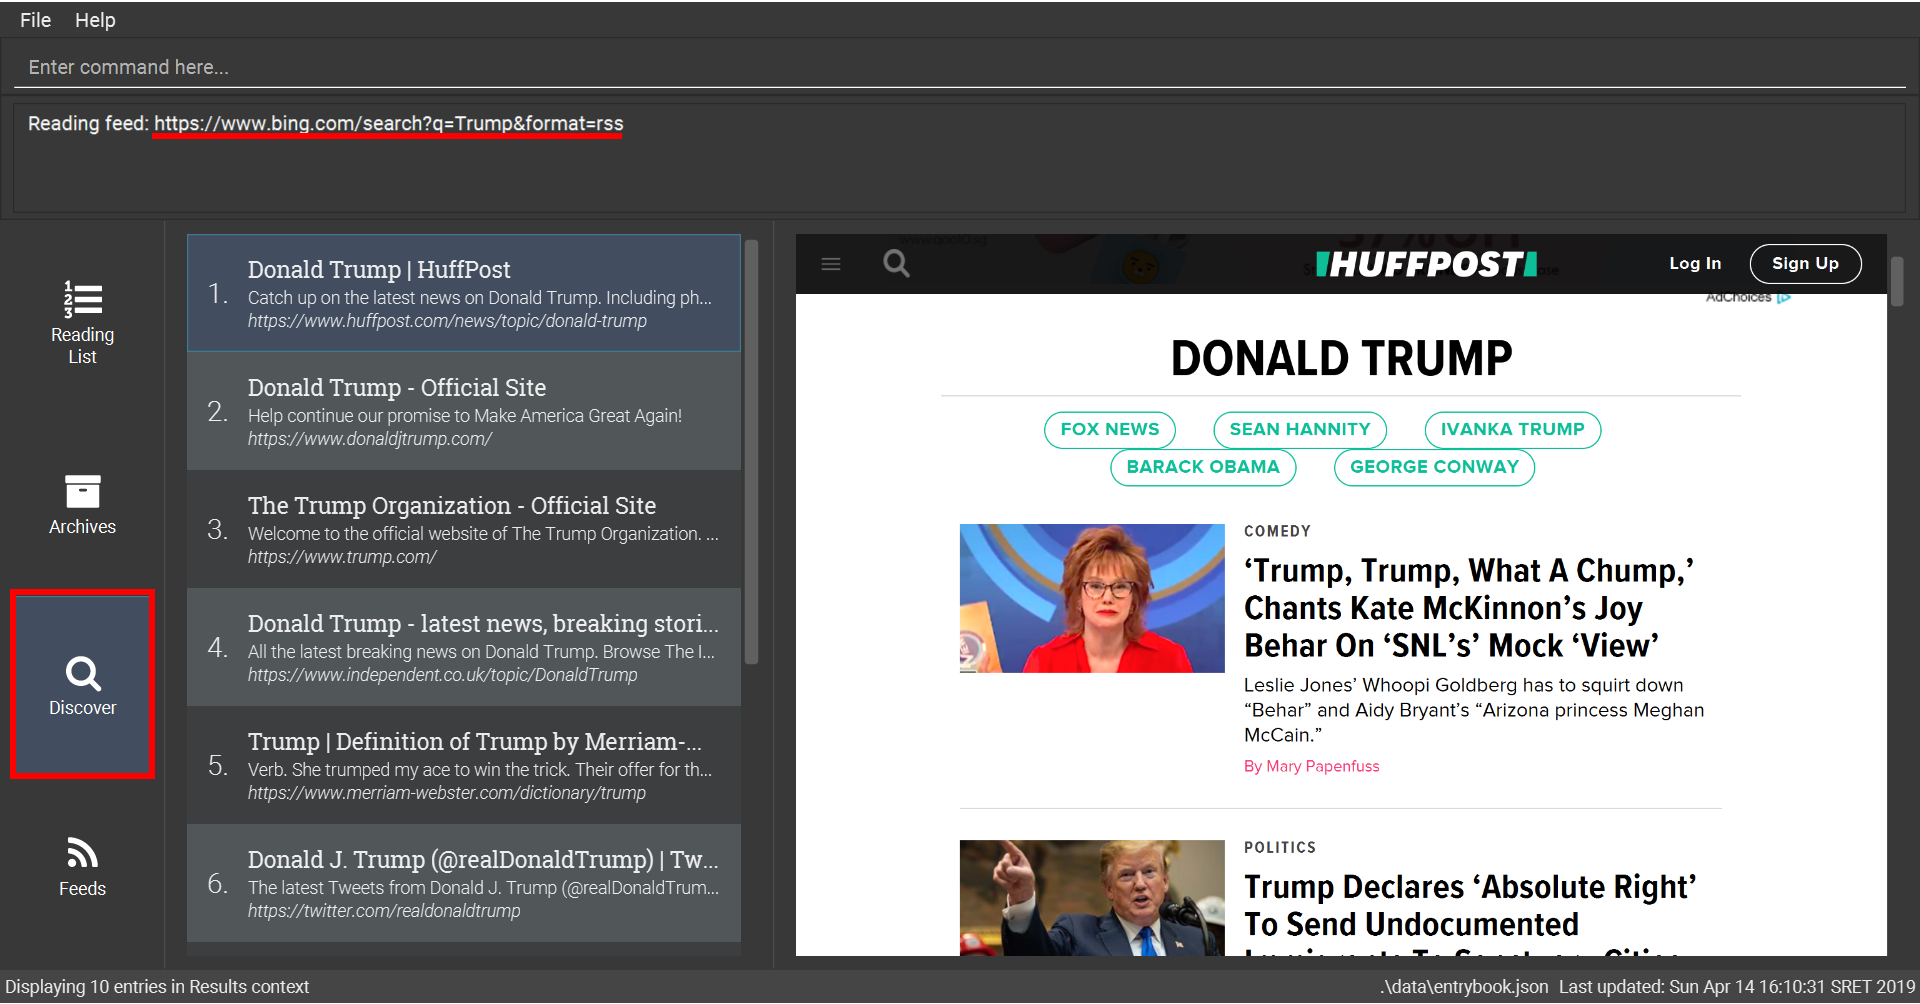 File Help
Enter command here...
Reading feed: https://www.bing.com/search?q=Trump&format=rss
Reading
List
Archives
Discover
Feeds
1.
Donald Trump | HuffPost
Catch up on the latest news on Donald Trump. Including ph...
https://www.huffpost.com/news/topic/donald-trump
2.
Donald Trump - Official Site
Help continue our promise to Make America Great Again!
https://www.donaldjtrump.com/
3.
The Trump Organization - Official Site
Welcome to the official website of The Trump Organization. ...
https://www.trump.com/
4.
Donald Trump - latest news, breaking stori...
All the latest breaking news on Donald Trump. Browse The I...
https://www.independent.co.uk/topic/DonaldTrump
5.
Trump | Definition of Trump by Merriam-...
Verb. She trumped my ace to win the trick. Their offer for th...
https://www.merriam-webster.com/dictionary/trump
6.
Donald J. Trump (@realDonaldTrump) | Tw...
The latest Tweets from Donald J. Trump (@realDonaldTrum...
https://twitter.com/realdonaldtrump
HUFFPOST
Log In
Sign Up
AdChoices
DONALD TRUMP
FOX NEWS SEAN HANNITY IVANKA TRUMP
BARACK OBAMA GEORGE CONWAY
COMEDY
‘Trump, Trump, What A Chump,’
Chants Kate McKinnon’s Joy
Behar On ‘SNL’s’ Mock ‘View’
Leslie Jones’ Whoopi Goldberg has to squirt down
“Behar” and Aidy Bryant’s “Arizona princess Meghan
McCain.”
By Mary Papenfuss
POLITICS
Trump Declares ‘Absolute Right’
To Send Undocumented
Displaying 10 entries in Results context
.\data\entrybook.json Last updated: Sun Apr 14 16:10:31 SRET 2019